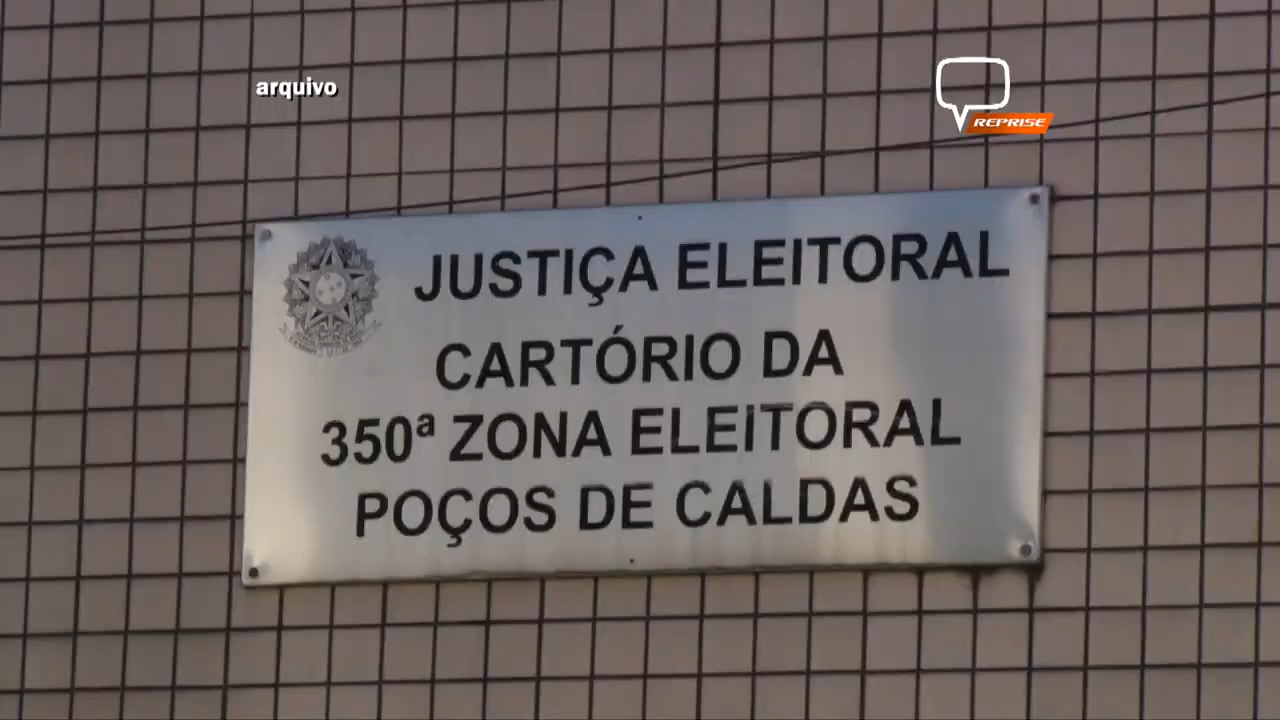 arquivo
REPRISE
JUSTIÇA ELEITORAL
CARTÓRIO DA
350ª ZONA ELEITORAL
POÇOS DE CALDAS